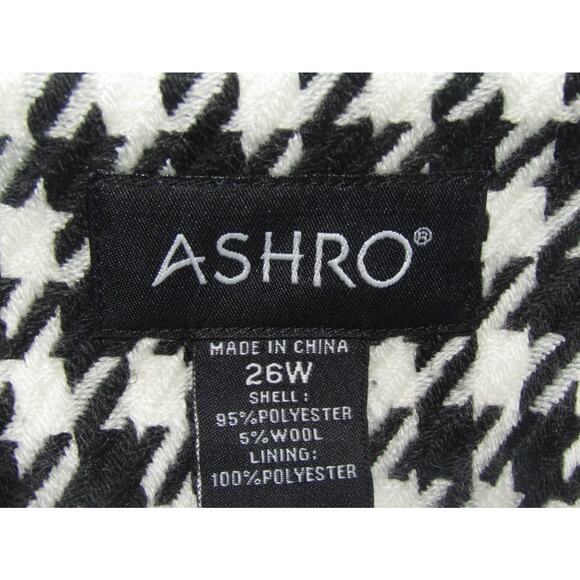 ASHRO®
MADE IN CHINA
26W
SHELL:
95%POLYESTER
5%WOOL
LINING:
100%POLYESTER